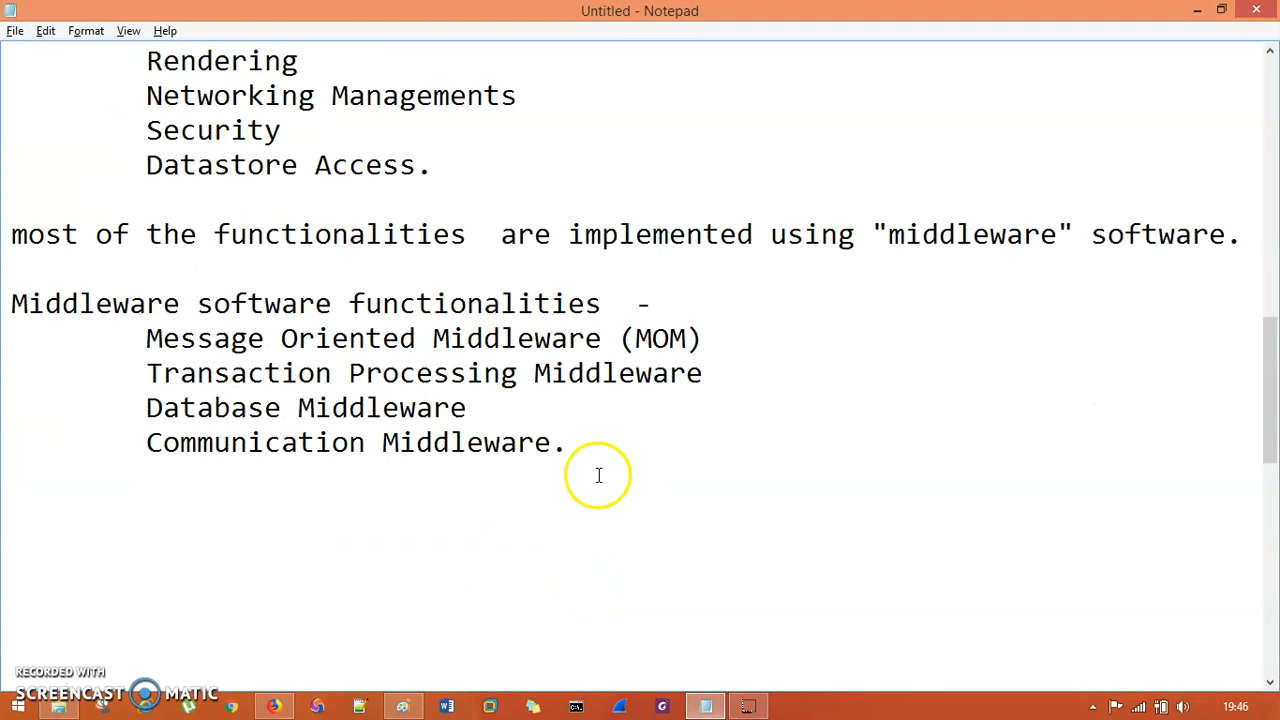 Untitled - Notepad
File Edit Format View Help
Rendering
Networking Managements
Security
Datastore Access.
most of the functionalities  are implemented using "middleware" software.
Middleware software functionalities  -
Message Oriented Middleware (MOM)
Transaction Processing Middleware
Database Middleware
Communication Middleware.
RECORDED WITH
SCREENCAST MATIC
19:46